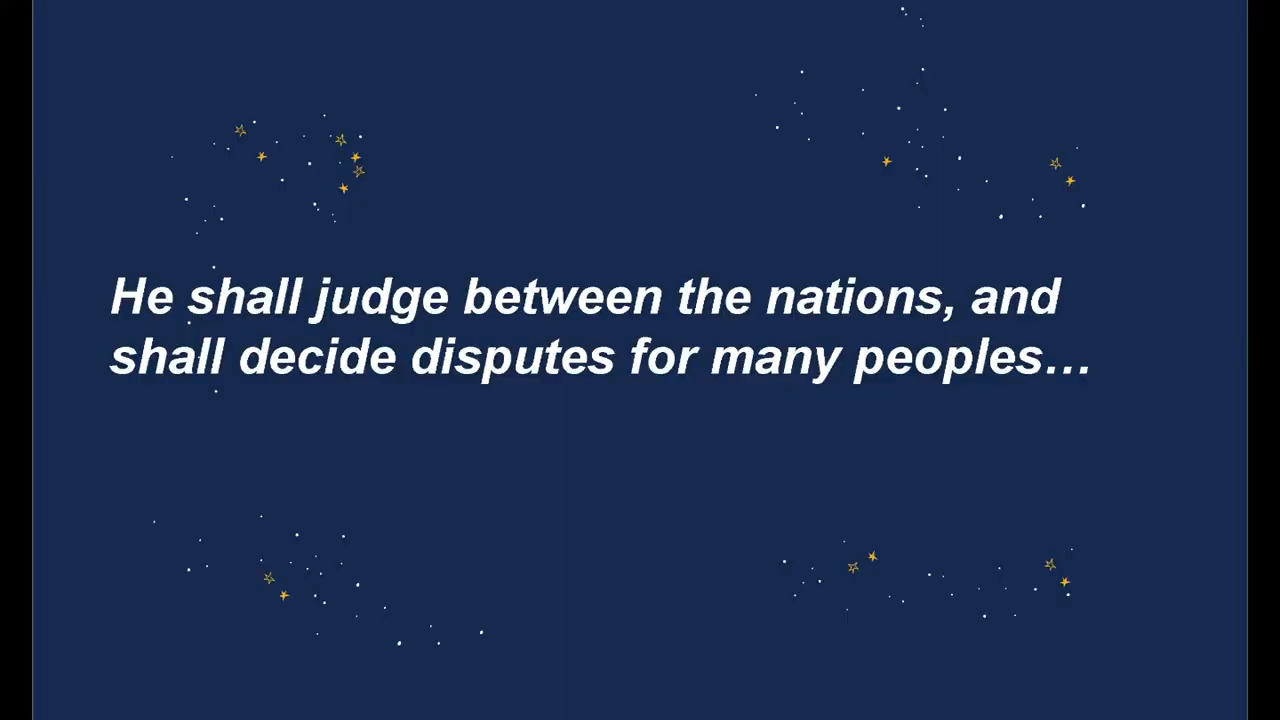 He shall judge between the nations, and
shall decide disputes for many peoples…